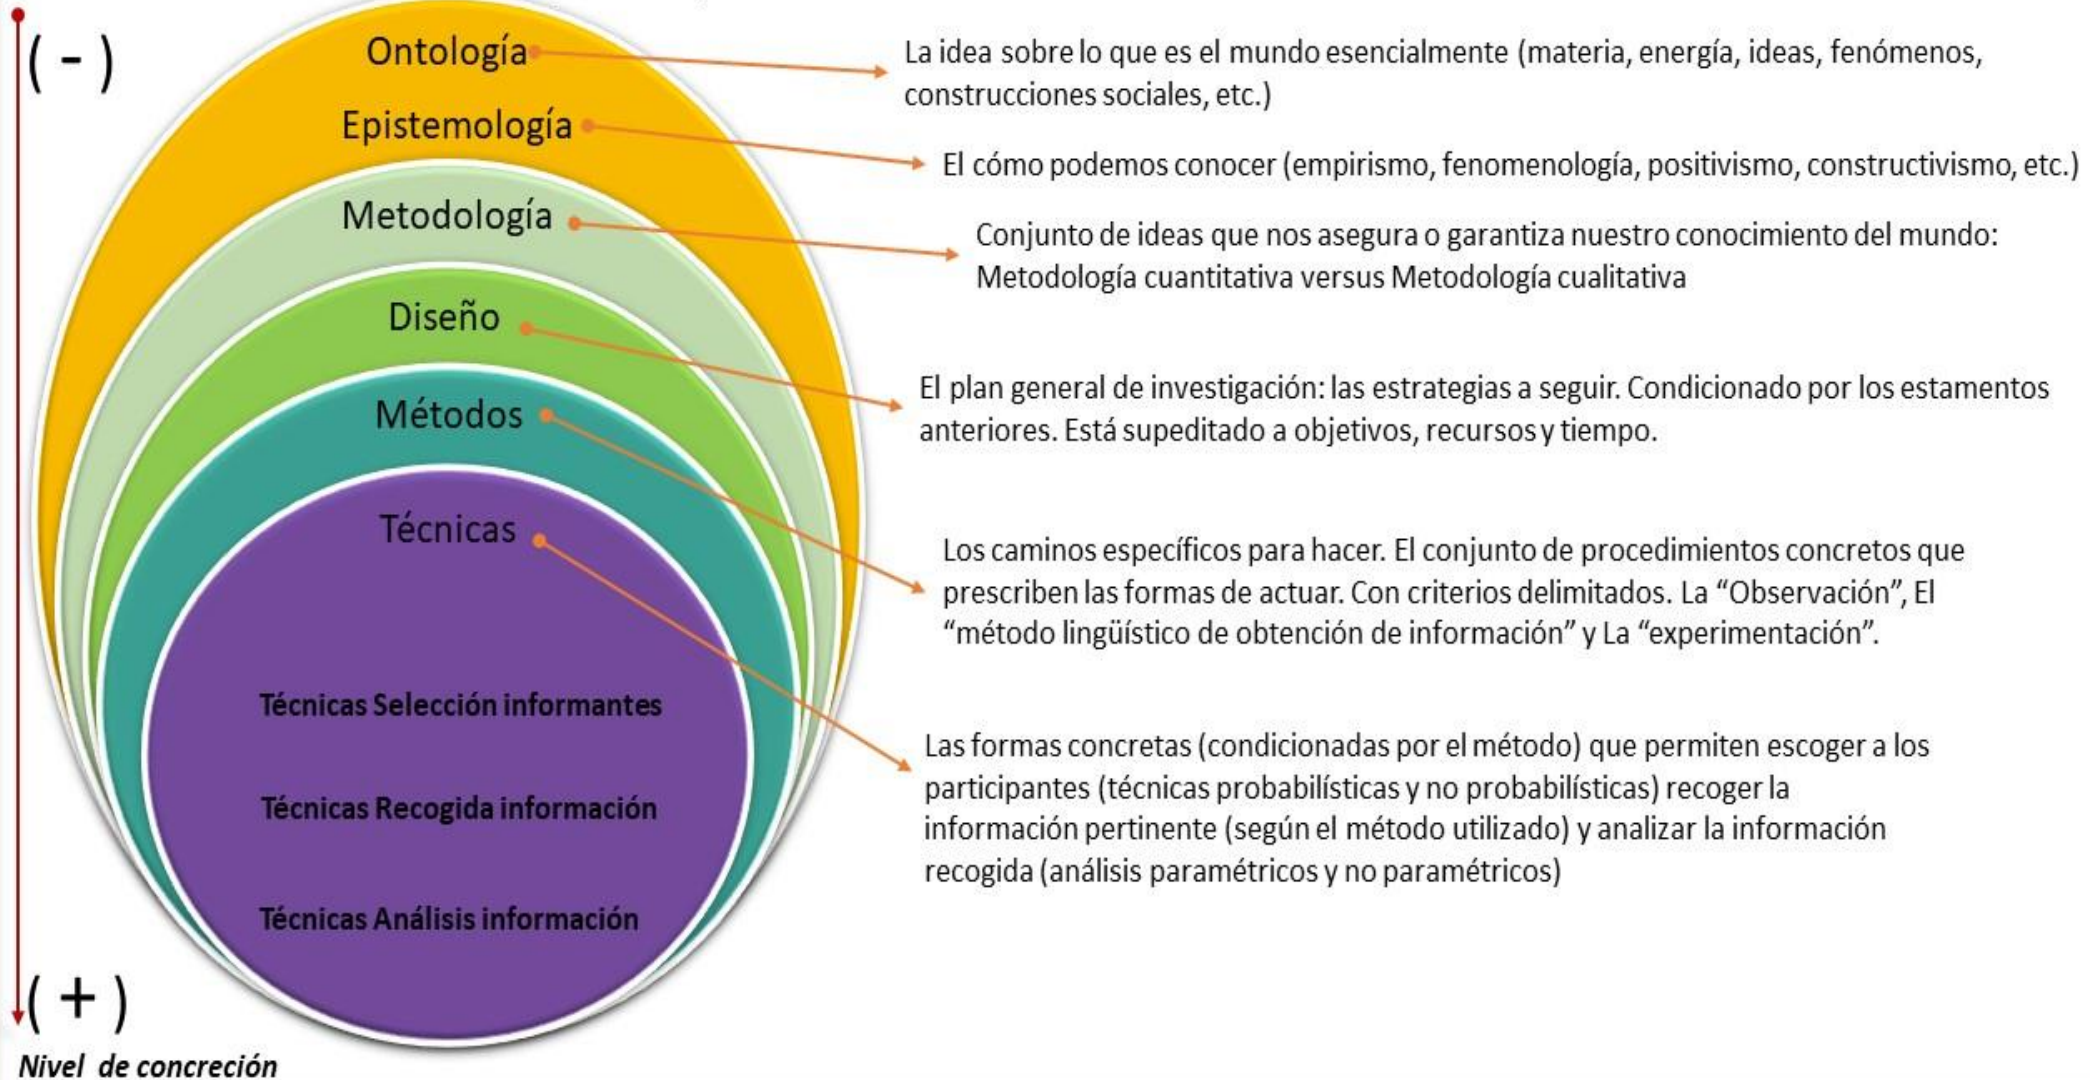 ( - )
Ontología
La idea sobre lo que es el mundo esencialmente (materia, energía, ideas, fenómenos,
construcciones sociales, etc.)
Epistemología
El cómo podemos conocer (empirismo, fenomenología, positivismo, constructivismo, etc.)
Metodología
Conjunto de ideas que nos asegura o garantiza nuestro conocimiento del mundo:
Metodología cuantitativa versus Metodología cualitativa
Diseño
El plan general de investigación: las estrategias a seguir. Condicionado por los estamentos
anteriores. Está supeditado a objetivos, recursos y tiempo.
Métodos
Los caminos específicos para hacer. El conjunto de procedimientos concretos que
prescriben las formas de actuar. Con criterios delimitados. La “Observación”, El
“método lingüístico de obtención de información” y La “experimentación”.
Técnicas
Técnicas Selección informantes
Técnicas Recogida información
Técnicas Análisis información
Las formas concretas (condicionadas por el método) que permiten escoger a los
participantes (técnicas probabilísticas y no probabilísticas) recoger la
información pertinente (según el método utilizado) y analizar la información
recogida (análisis paramétricos y no paramétricos)
( + )
Nivel de concreción